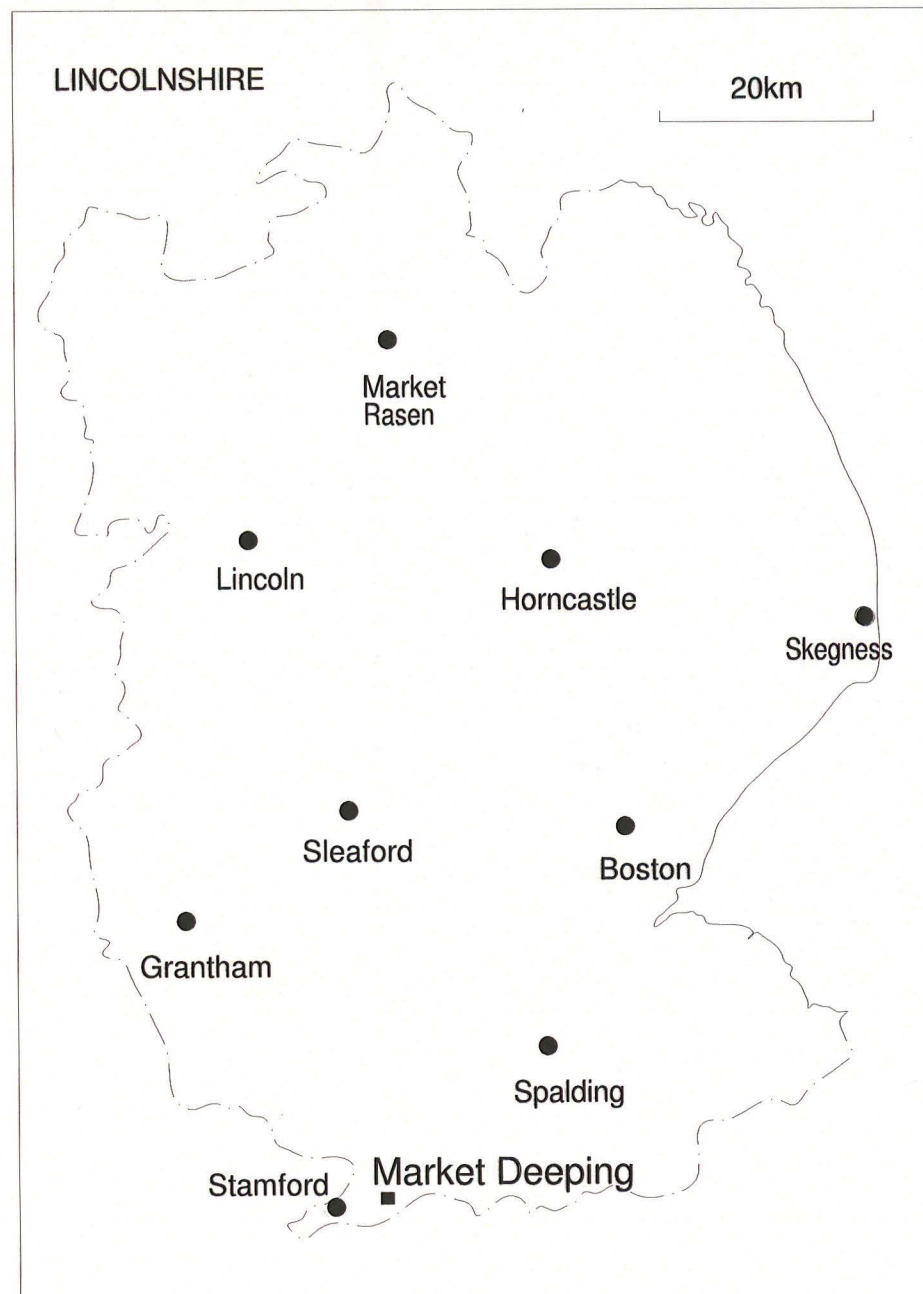 LINCOLNSHIRE
20km
Market
Rasen
Lincoln
Horncastle
Skegness
Sleaford
Boston
Grantham
Spalding
Market Deeping
Stamford